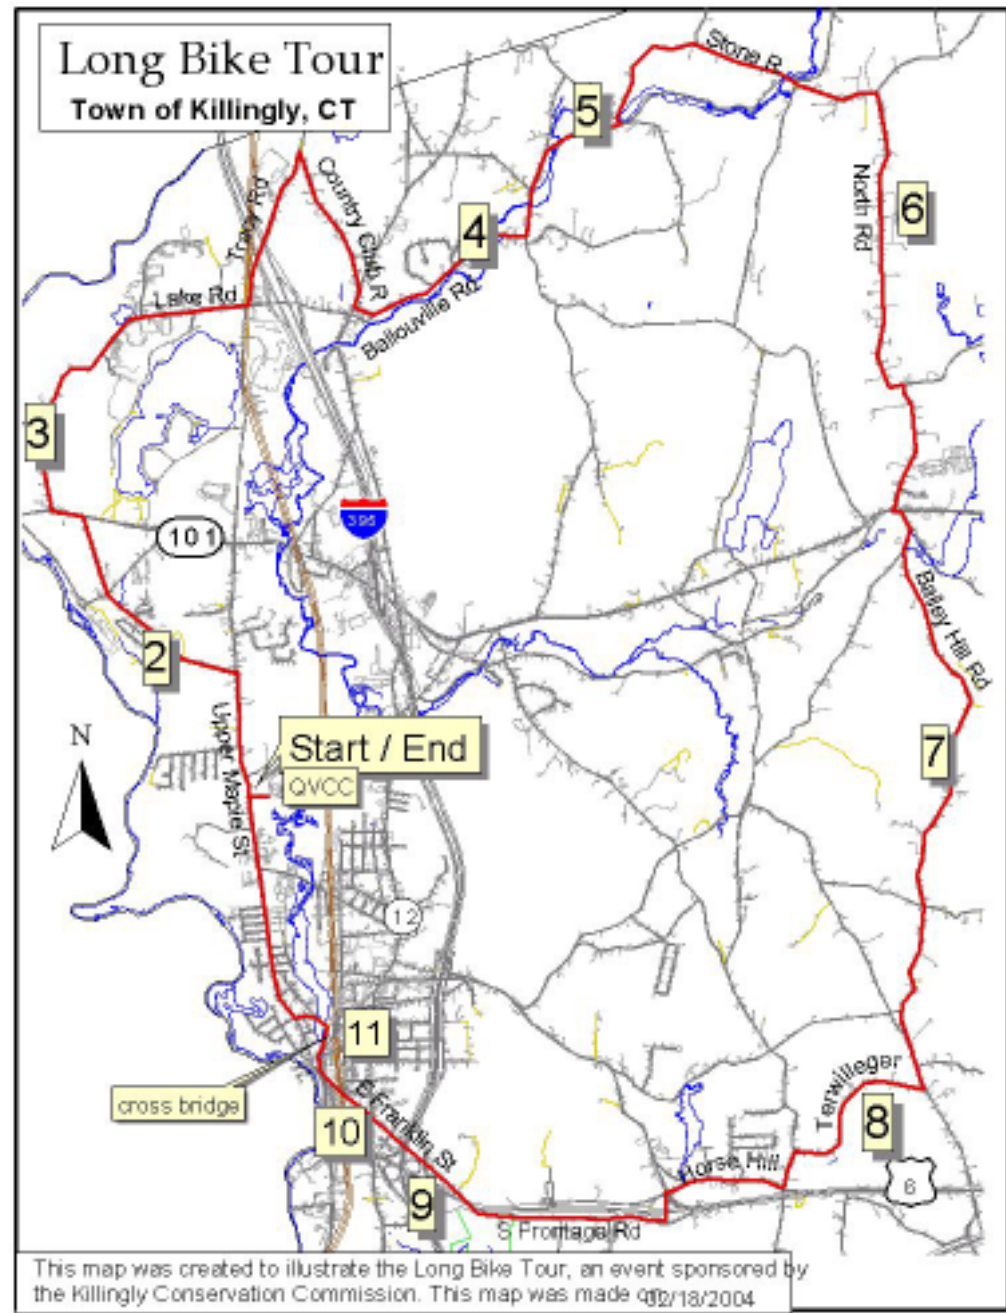 Long Bike Tour
Town of Killingly, CT
Stone R
5
Country Club R
Tracy Rd
North Rd
6
4
Lake Rd
Ballouville Rd
3
395
101
Bailey Hill Rd
2
N
Upper Maple St
Start / End
QVCC
7
12
11
cross bridge
E Franklin St
10
Terwilleger
8
Horse Hill
6
9
S Frontage Rd
This map was created to illustrate the Long Bike Tour, an event sponsored by
the Killingly Conservation Commission. This map was made on 02/18/2004